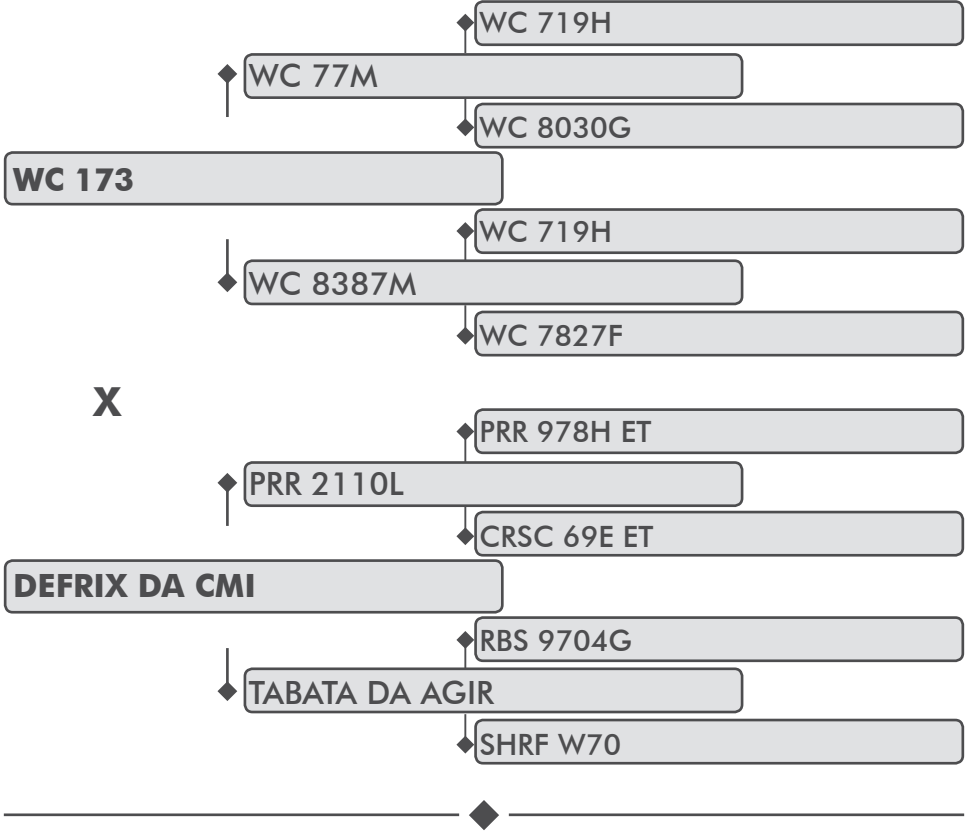 WC 719H
WC 77M
WC 8030G
WC 173
WC 719H
WC 8387M
WC 7827F
X
PRR 978H ET
PRR 2110L
CRSC 69E ET
DEFRIX DA CMI
RBS 9704G
TABATA DA AGIR
SHRF W70